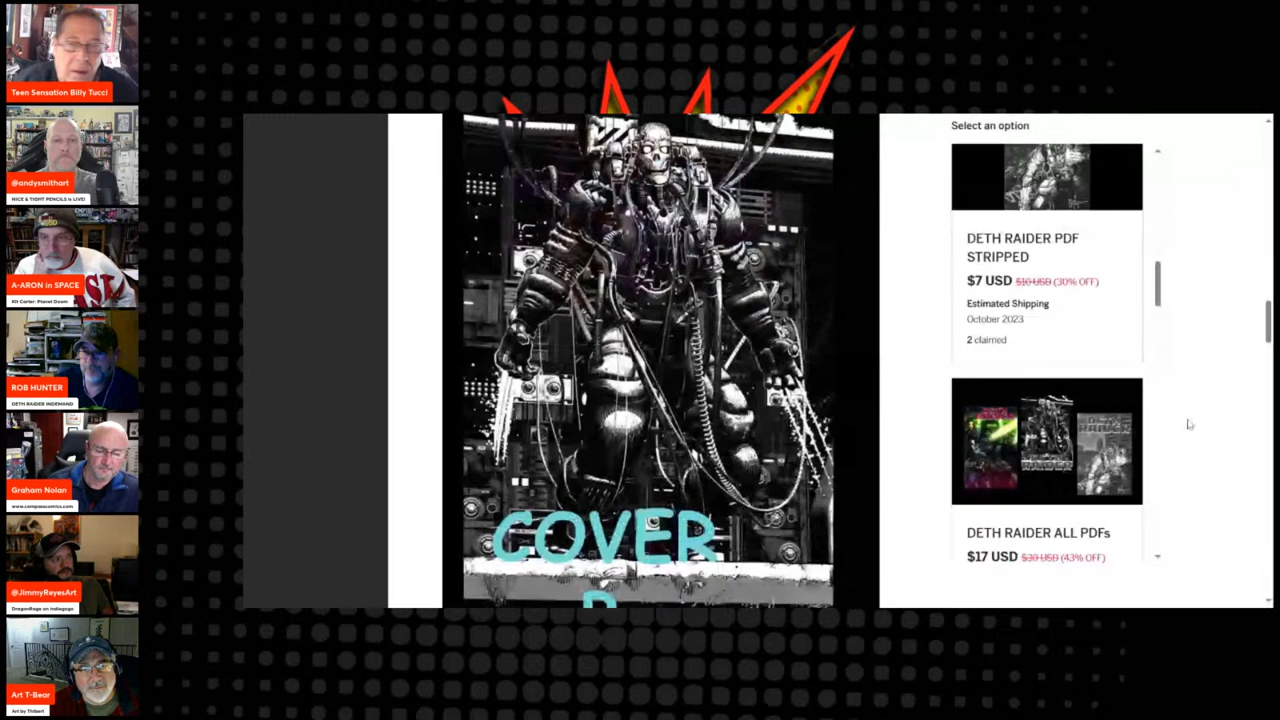 Teen Sensation Billy Tucci
@andysmithart
NICE & TIGHT PENCILS is LIVE!
A-ARON in SPACE
Kit Carter: Planet Doom
ROB HUNTER
DETH RAIDER INDEMAND
Graham Nolan
www.compasscomics.com
@JimmyReyesArt
DragonRage on Indiegogo
Art T-Bear
Art by Thibert
COVER
Select an option
DETH RAIDER PDF
STRIPPED
$7 USD $10 USD (30% OFF)
Estimated Shipping
October 2023
2 claimed
DETH RAIDER ALL PDFs
$17 USD $30 USD (43% OFF)